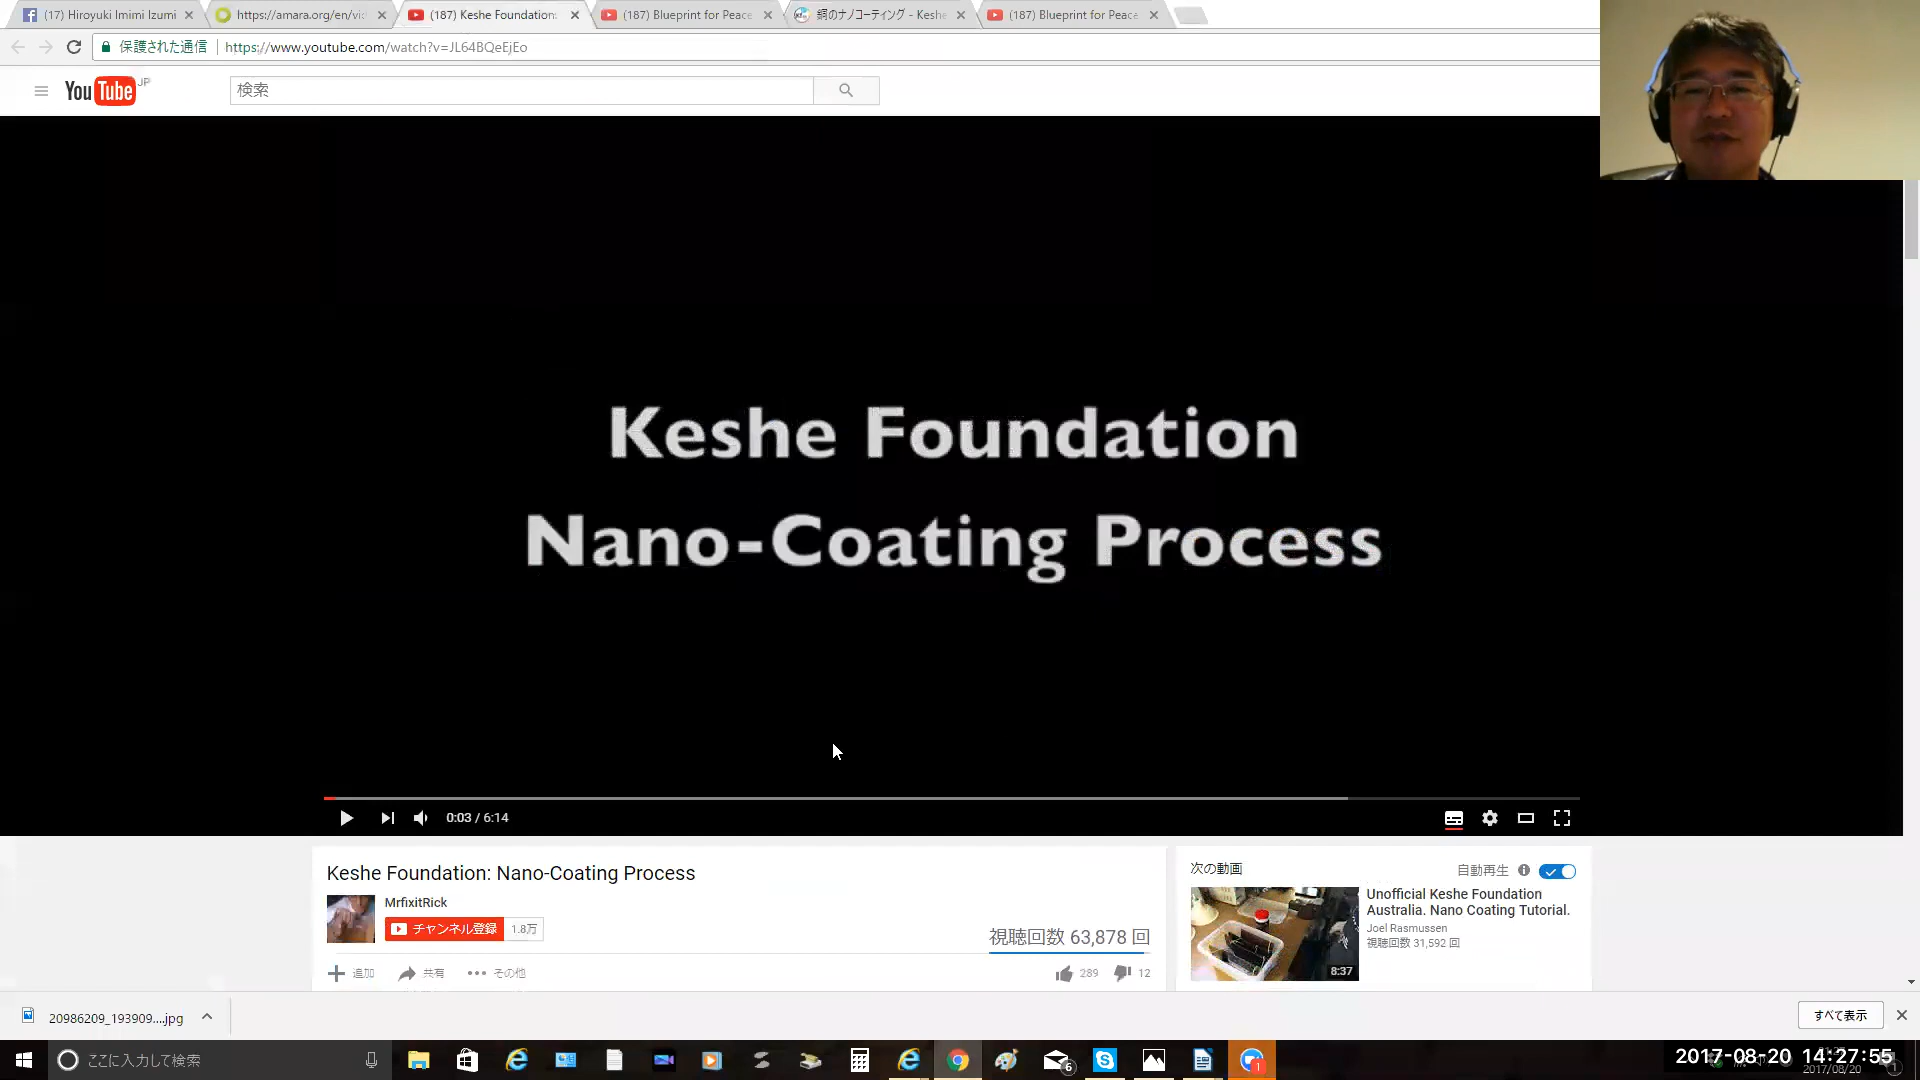 (17) Hiroyuki Imimi Izumi
https://amara.org/en/vid
(187) Keshe Foundation:
(187) Blueprint for Peace
銅のナノコーティング - Keshe
(187) Blueprint for Peace
保護された通信
https://www.youtube.com/watch?v=JL64BQeEjEo
YouTube JP
検索
Keshe Foundation
Nano-Coating Process
0:03 / 6:14
Keshe Foundation: Nano-Coating Process
MrfixitRick
チャンネル登録
1.8万
視聴回数 63,878 回
追加
共有
その他
289
12
次の動画
自動再生
Unofficial Keshe Foundation
Australia. Nano Coating Tutorial.
Joel Rasmussen
視聴回数 31,592 回
8:37
20986209_193909....jpg
すべて表示
ここに入力して検索
6
1
2017-08-20 14:27:55
2017/08/20
1